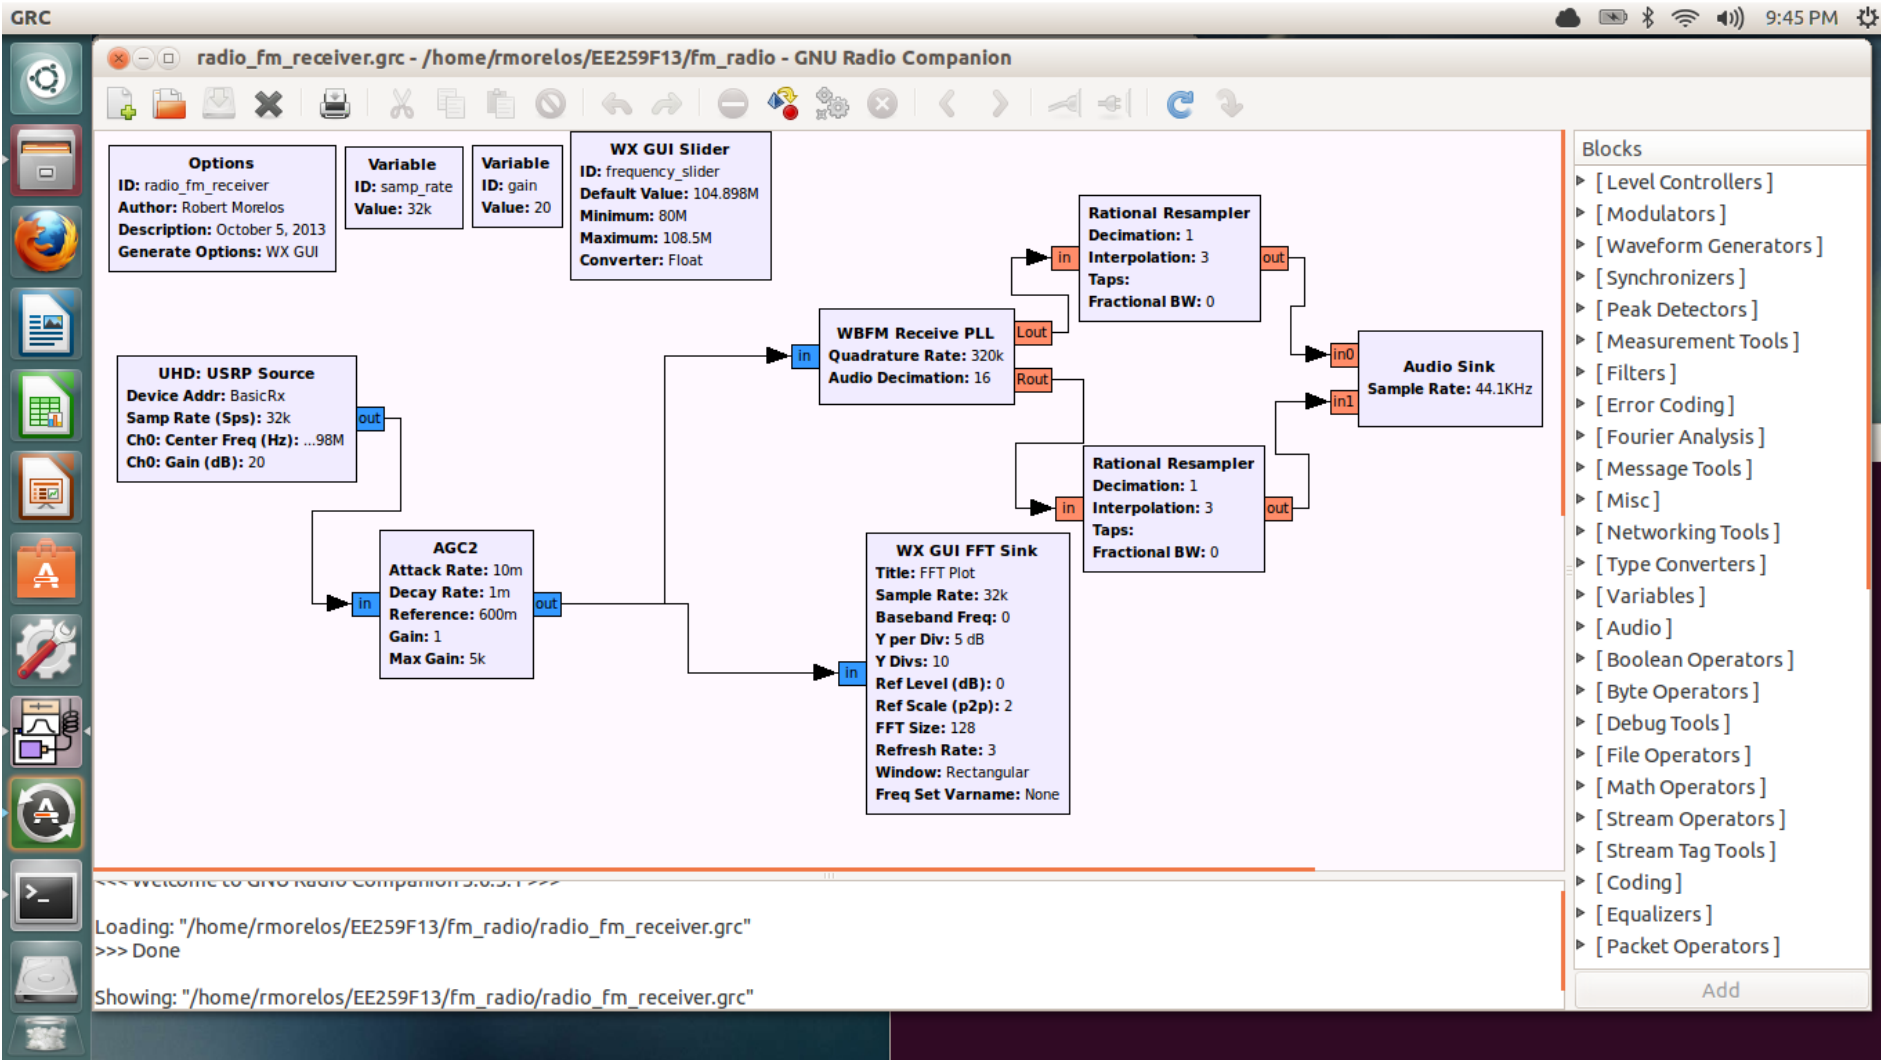 GRC
9:45 PM
radio_fm_receiver.grc - /home/rmorelos/EE259F13/fm_radio - GNU Radio Companion
Options
ID: radio_fm_receiver
Author: Robert Morelos
Description: October 5, 2013
Generate Options: WX GUI
Variable
ID: samp_rate
Value: 32k
Variable
ID: gain
Value: 20
WX GUI Slider
ID: frequency_slider
Default Value: 104.898M
Minimum: 80M
Maximum: 108.5M
Converter: Float
UHD: USRP Source
Device Addr: BasicRx
Samp Rate (Sps): 32k
Ch0: Center Freq (Hz): ...98M
Ch0: Gain (dB): 20
out
in
AGC2
Attack Rate: 10m
Decay Rate: 1m
Reference: 600m
Gain: 1
Max Gain: 5k
out
in
WBFM Receive PLL
Quadrature Rate: 320k
Audio Decimation: 16
Lout
Rout
in
Rational Resampler
Decimation: 1
Interpolation: 3
Taps:
Fractional BW: 0
out
in
Rational Resampler
Decimation: 1
Interpolation: 3
Taps:
Fractional BW: 0
out
in0
in1
Audio Sink
Sample Rate: 44.1KHz
in
WX GUI FFT Sink
Title: FFT Plot
Sample Rate: 32k
Baseband Freq: 0
Y per Div: 5 dB
Y Divs: 10
Ref Level (dB): 0
Ref Scale (p2p): 2
FFT Size: 128
Refresh Rate: 3
Window: Rectangular
Freq Set Varname: None
Blocks
[ Level Controllers ]
[ Modulators ]
[ Waveform Generators ]
[ Synchronizers ]
[ Peak Detectors ]
[ Measurement Tools ]
[ Filters ]
[ Error Coding ]
[ Fourier Analysis ]
[ Message Tools ]
[ Misc ]
[ Networking Tools ]
[ Type Converters ]
[ Variables ]
[ Audio ]
[ Boolean Operators ]
[ Byte Operators ]
[ Debug Tools ]
[ File Operators ]
[ Math Operators ]
[ Stream Operators ]
[ Stream Tag Tools ]
[ Coding ]
[ Equalizers ]
[ Packet Operators ]
Add
<<< Welcome to GNU Radio Companion 3.6.5.1 >>>
Loading: "/home/rmorelos/EE259F13/fm_radio/radio_fm_receiver.grc"
>>> Done
Showing: "/home/rmorelos/EE259F13/fm_radio/radio_fm_receiver.grc"